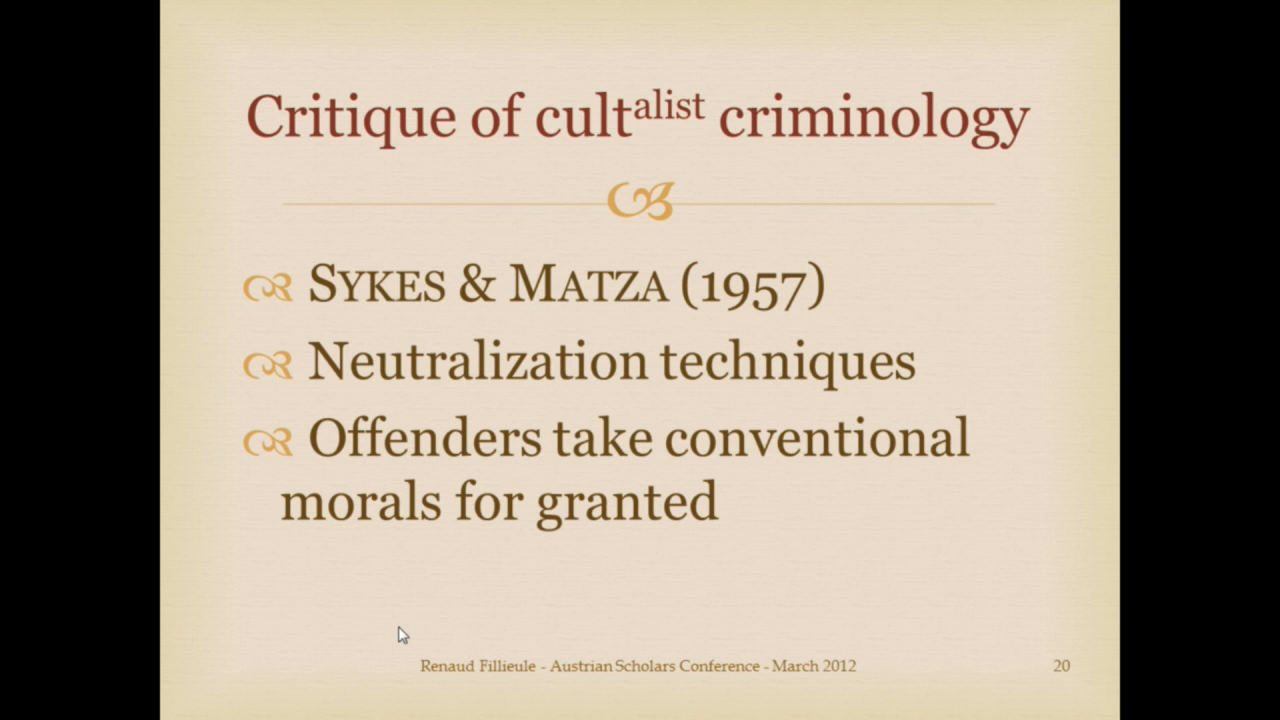 Critique of cultalist criminology
SYKES & MATZA (1957)
Neutralization techniques
Offenders take conventional
morals for granted
Renaud Fillieule - Austrian Scholars Conference - March 2012
20